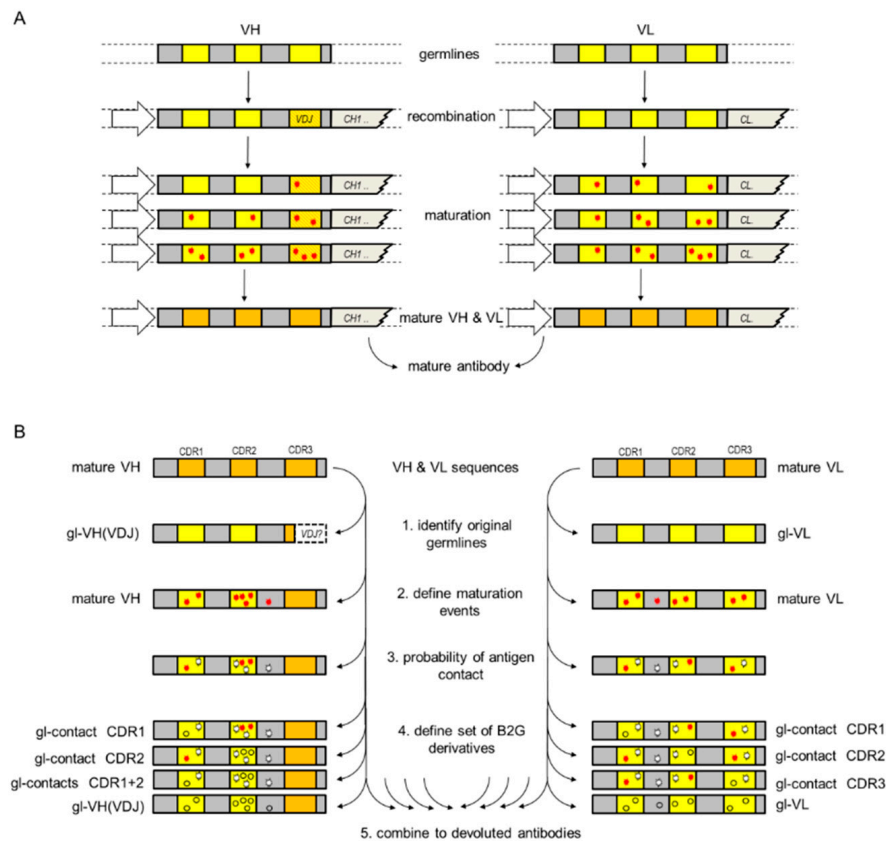 A
VH
VL
germlines
recombination
VDJ
CH1 ..
CL.
CH1 ..
CL.
maturation
CH1 ..
CL.
CH1 ..
CL.
mature VH & VL
CH1 ..
CL.
mature antibody
B
CDR1 CDR2 CDR3
CDR1 CDR2 CDR3
mature VH
VH & VL sequences
mature VL
gl-VH(VDJ)
VDJ?
1. identify original
germlines
gl-VL
mature VH
2. define maturation
events
mature VL
3. probability of antigen
contact
gl-contact CDR1
4. define set of B2G
derivatives
gl-contact CDR1
gl-contact CDR2
gl-contact CDR2
gl-contacts CDR1+2
gl-contact CDR3
gl-VH(VDJ)
gl-VL
5. combine to devoluted antibodies